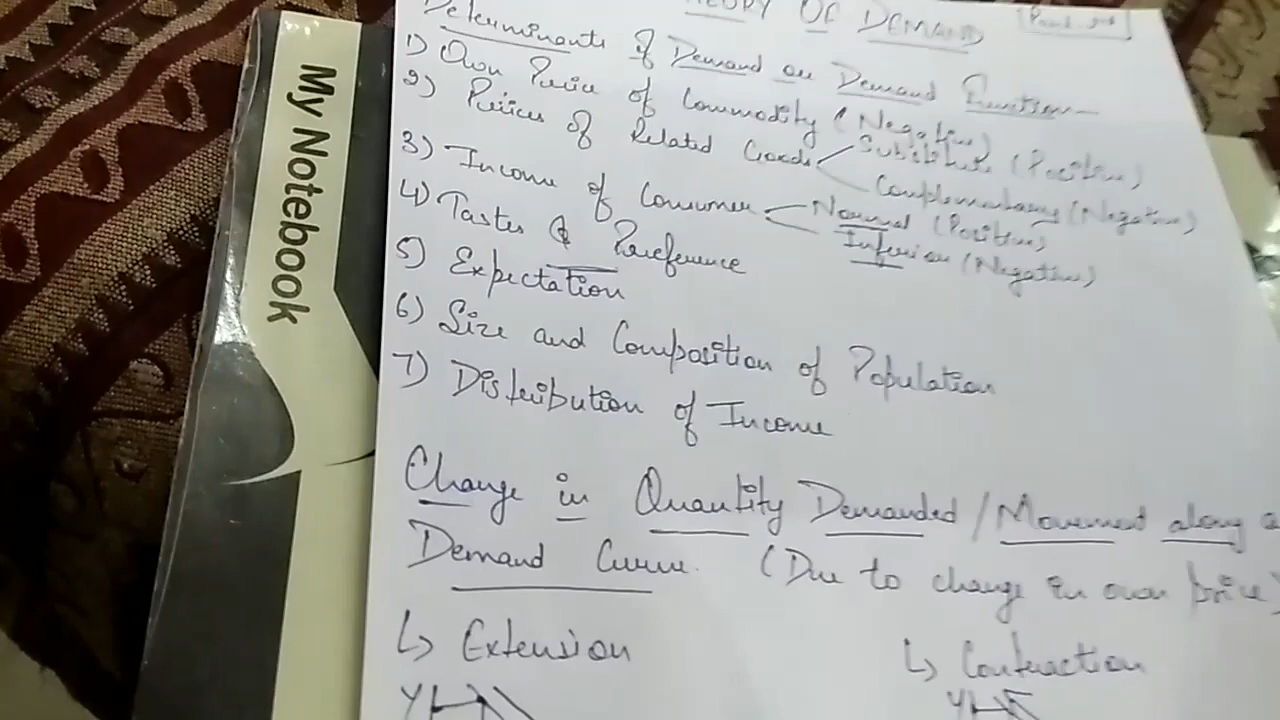 THEORY OF DEMAND
Determinants of Demand or Demand Function
1) Own Price of Commodity (Negative)
2) Prices of Related Goods Substitute (Positive)
Complementary (Negative)
3) Income of Consumer Normal (Positive)
Inferior (Negative)
4) Tastes & Preference
5) Expectation
6) Size and Composition of Population
7) Distribution of Income
Change in Quantity Demanded / Movement along a
Demand Curve. (Due to change in own price)
↳ Extension
↳ Contraction
Y
Y
My Notebook